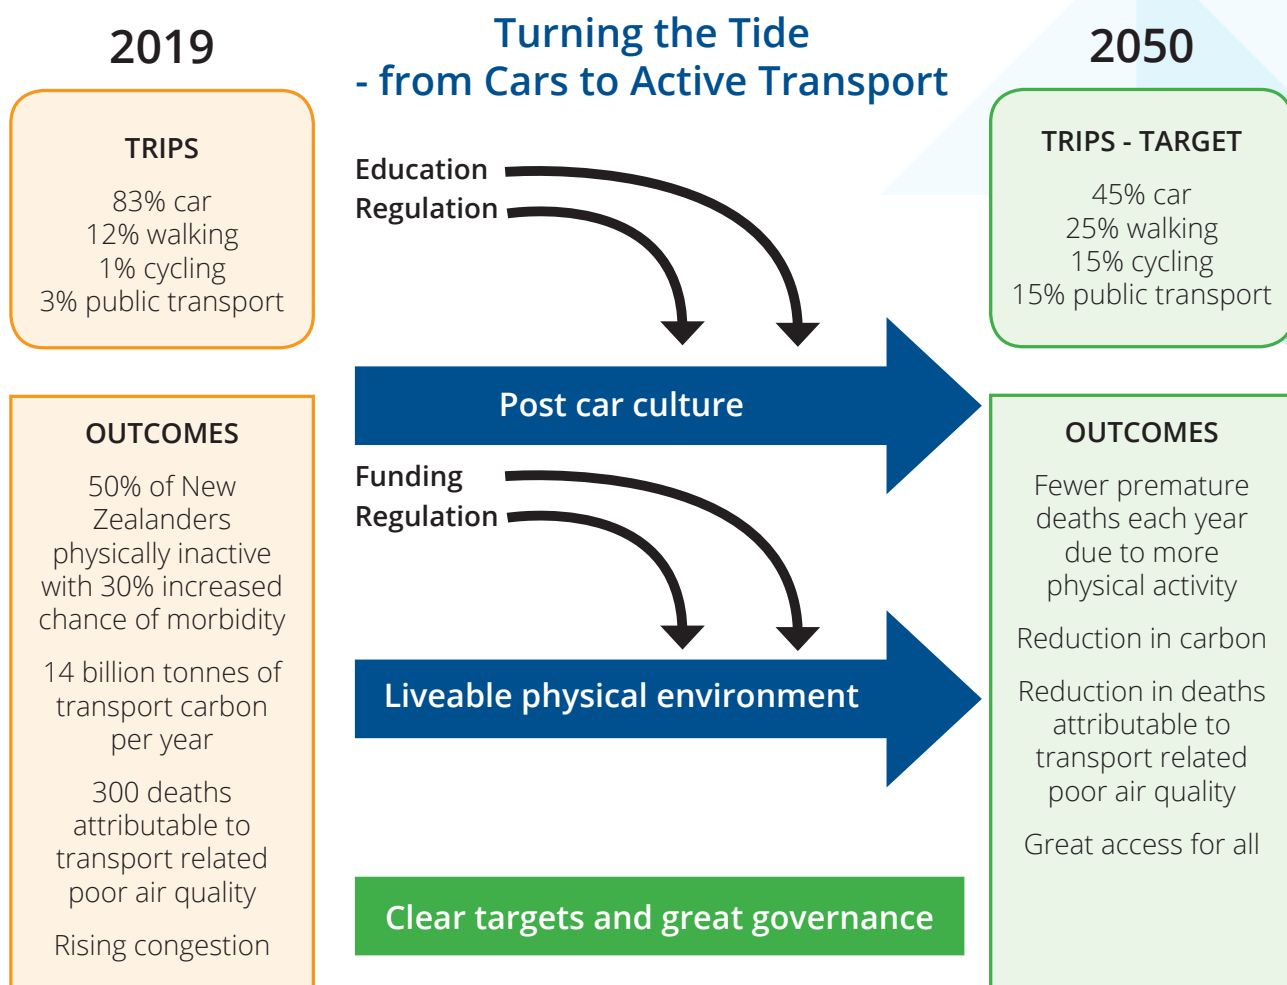 2019
TRIPS
83% car
12% walking
1% cycling
3% public transport
OUTCOMES
50% of New
Zealanders
physically inactive
with 30% increased
chance of morbidity
14 billion tonnes of
transport carbon
per year
300 deaths
attributable to
transport related
poor air quality
Rising congestion
Turning the Tide
- from Cars to Active Transport
Education
Regulation
Post car culture
Funding
Regulation
Liveable physical environment
Clear targets and great governance
2050
TRIPS - TARGET
45% car
25% walking
15% cycling
15% public transport
OUTCOMES
Fewer premature
deaths each year
due to more
physical activity
Reduction in carbon
Reduction in deaths
attributable to
transport related
poor air quality
Great access for all